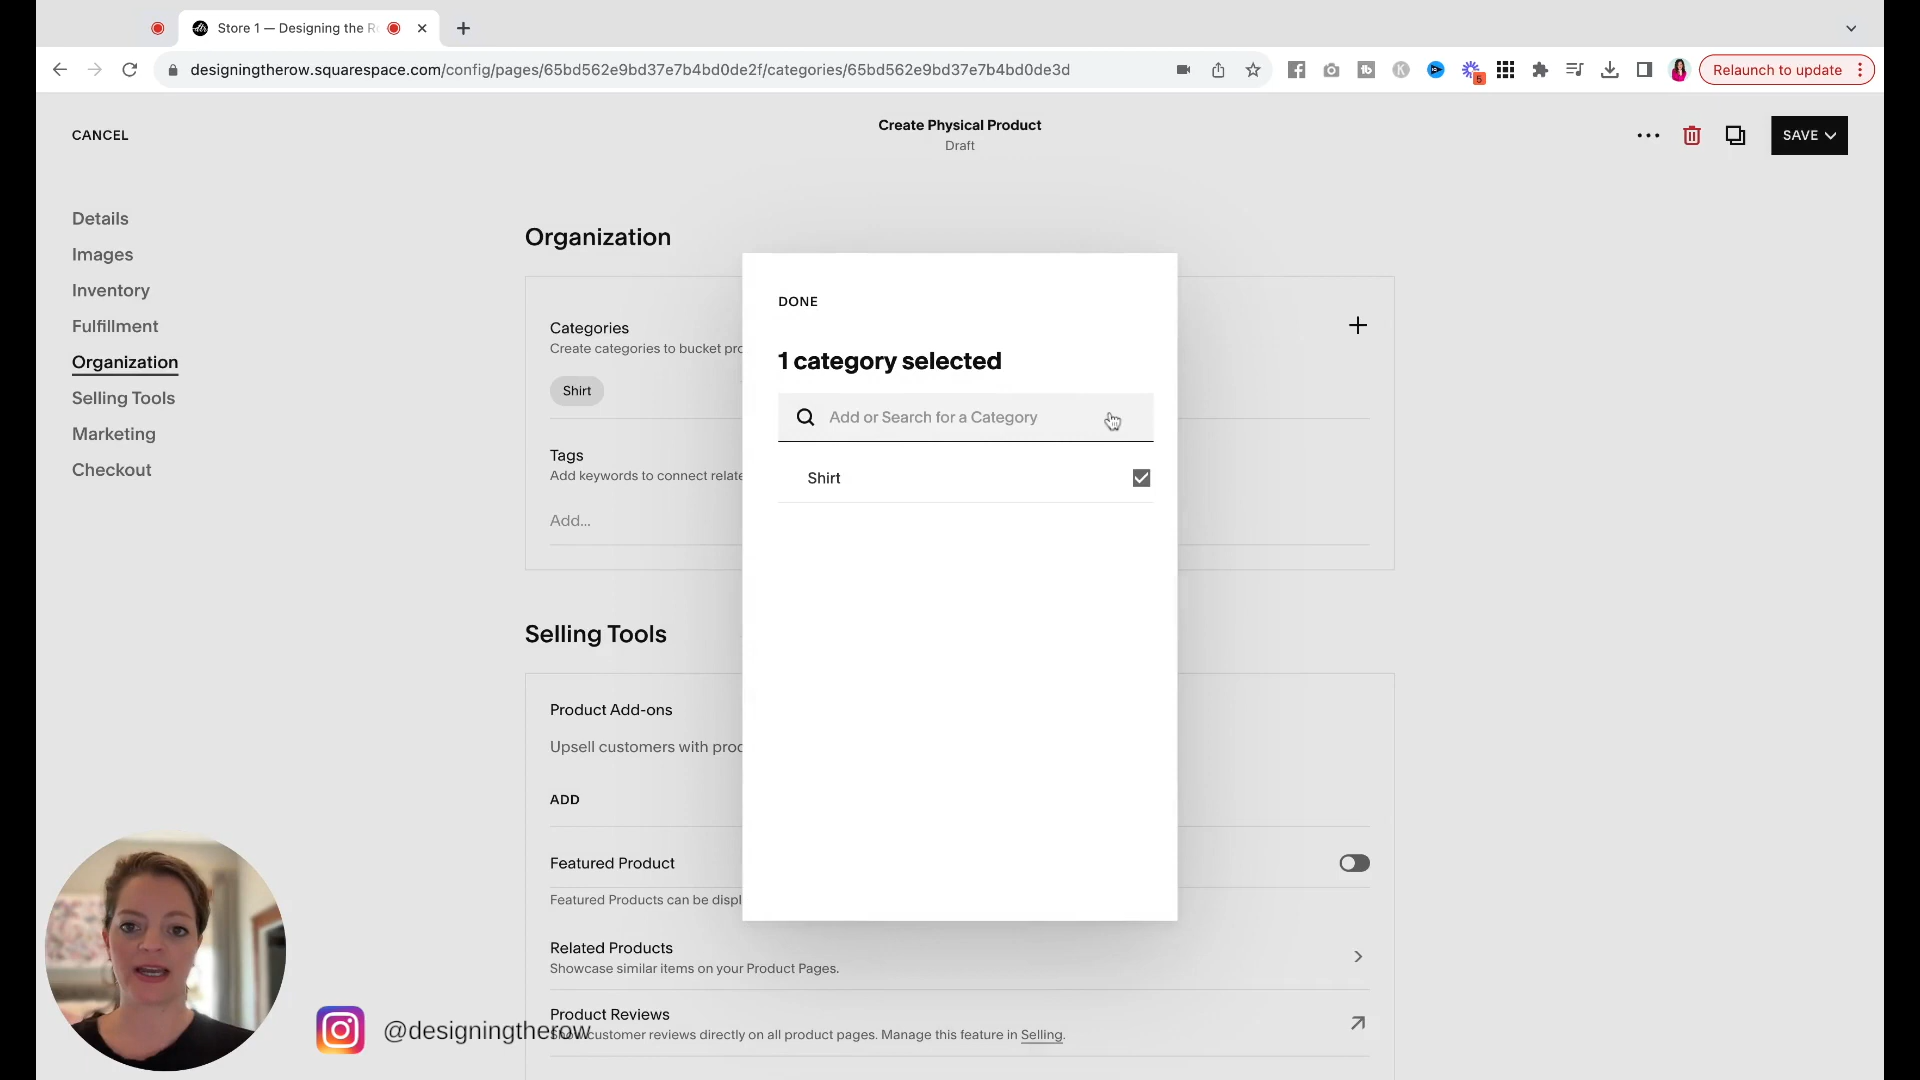 Store 1 — Designing the R
designingtherow.squarespace.com/config/pages/65bd562e9bd37e7b4bd0de2f/categories/65bd562e9bd37e7b4bd0de3d
5
Relaunch to update
CANCEL
Create Physical Product
Draft
SAVE
Details
Images
Inventory
Fulfillment
Organization
Selling Tools
Marketing
Checkout
Organization
Categories
Create categories to bucket pro
Shirt
Tags
Add keywords to connect relate
Add...
DONE
1 category selected
Add or Search for a Category
Shirt
Selling Tools
Product Add-ons
Upsell customers with proc
ADD
Featured Product
Featured Products can be displ
Related Products
Showcase similar items on your Product Pages.
Product Reviews
Show customer reviews directly on all product pages. Manage this feature in Selling.
@designingtherow